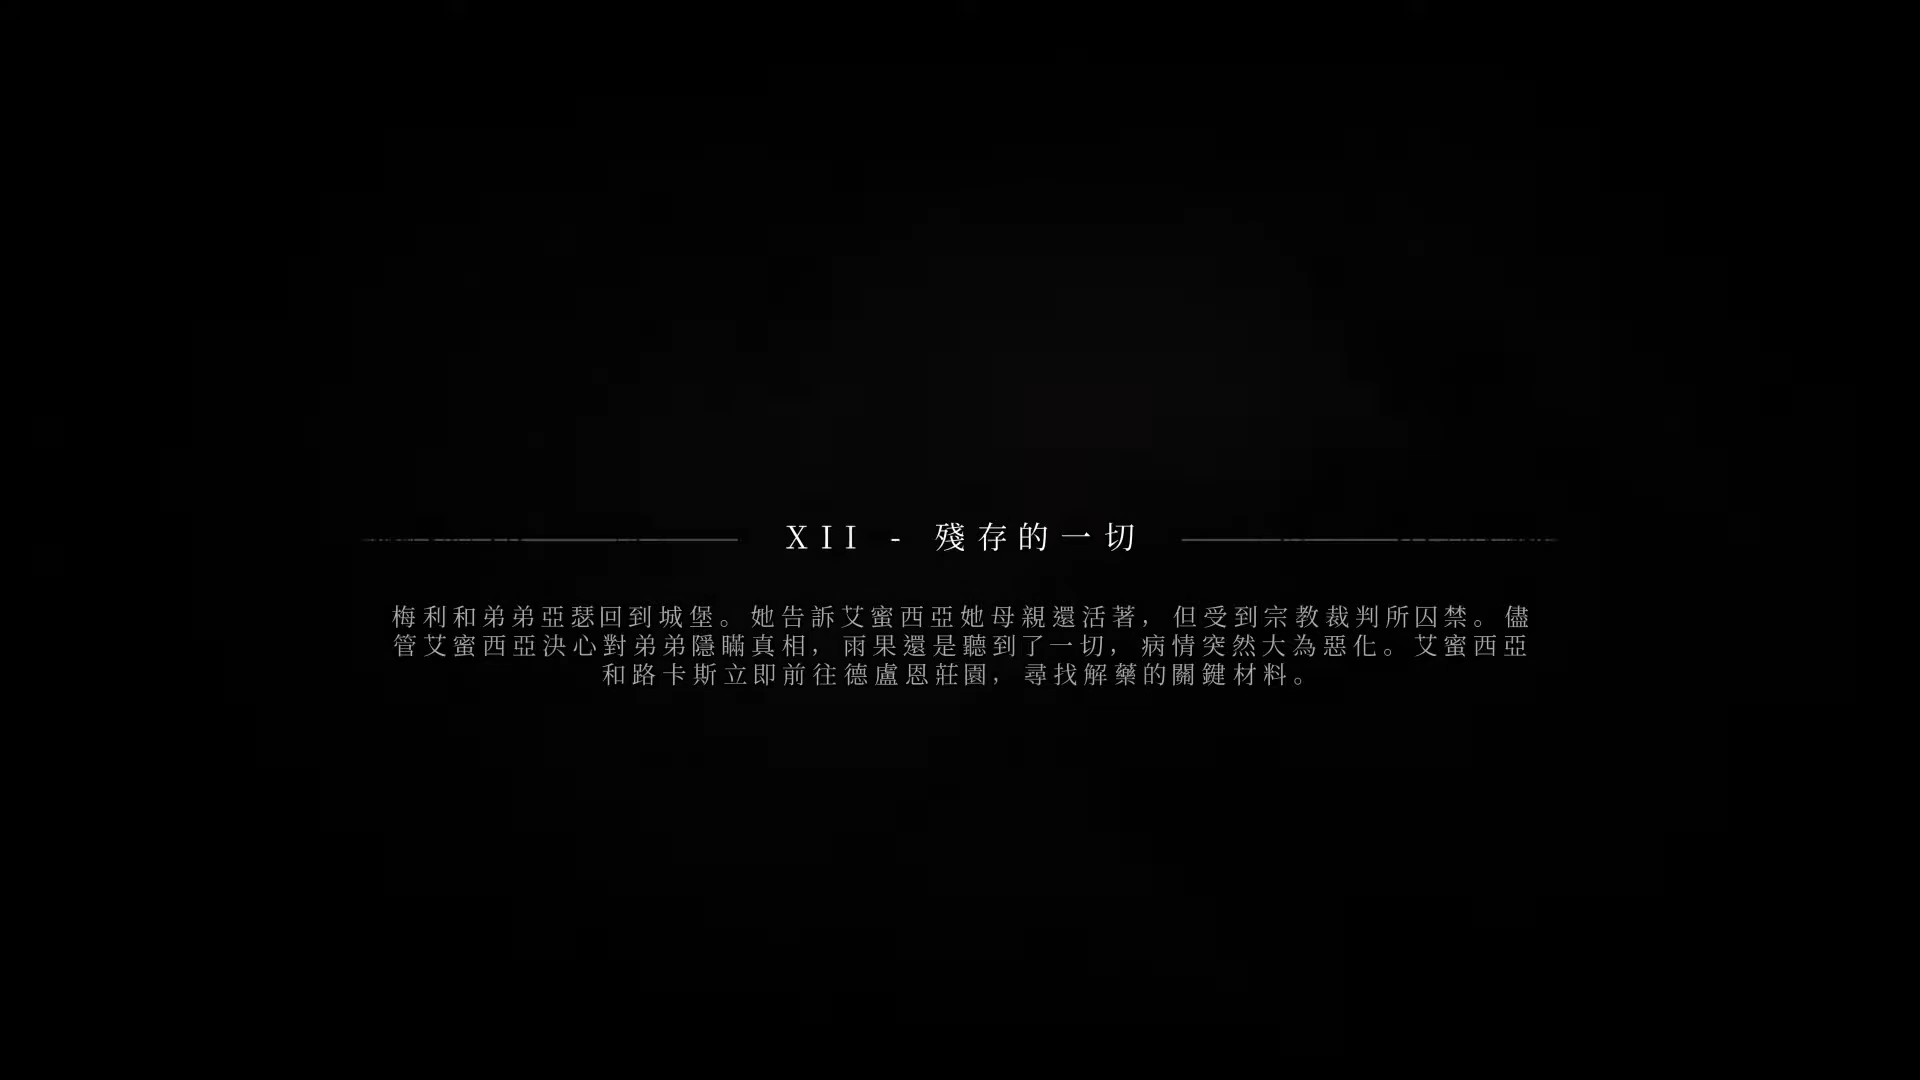 XII - 殘存的一切
梅利和弟弟亞瑟回到城堡。她告訴艾蜜西亞她母親還活著，但受到宗教裁判所囚禁。儘
管艾蜜西亞決心對弟弟隱瞞真相，雨果還是聽到了一切，病情突然大為惡化。艾蜜西亞
和路卡斯立即前往德盧恩莊園，尋找解藥的關鍵材料。